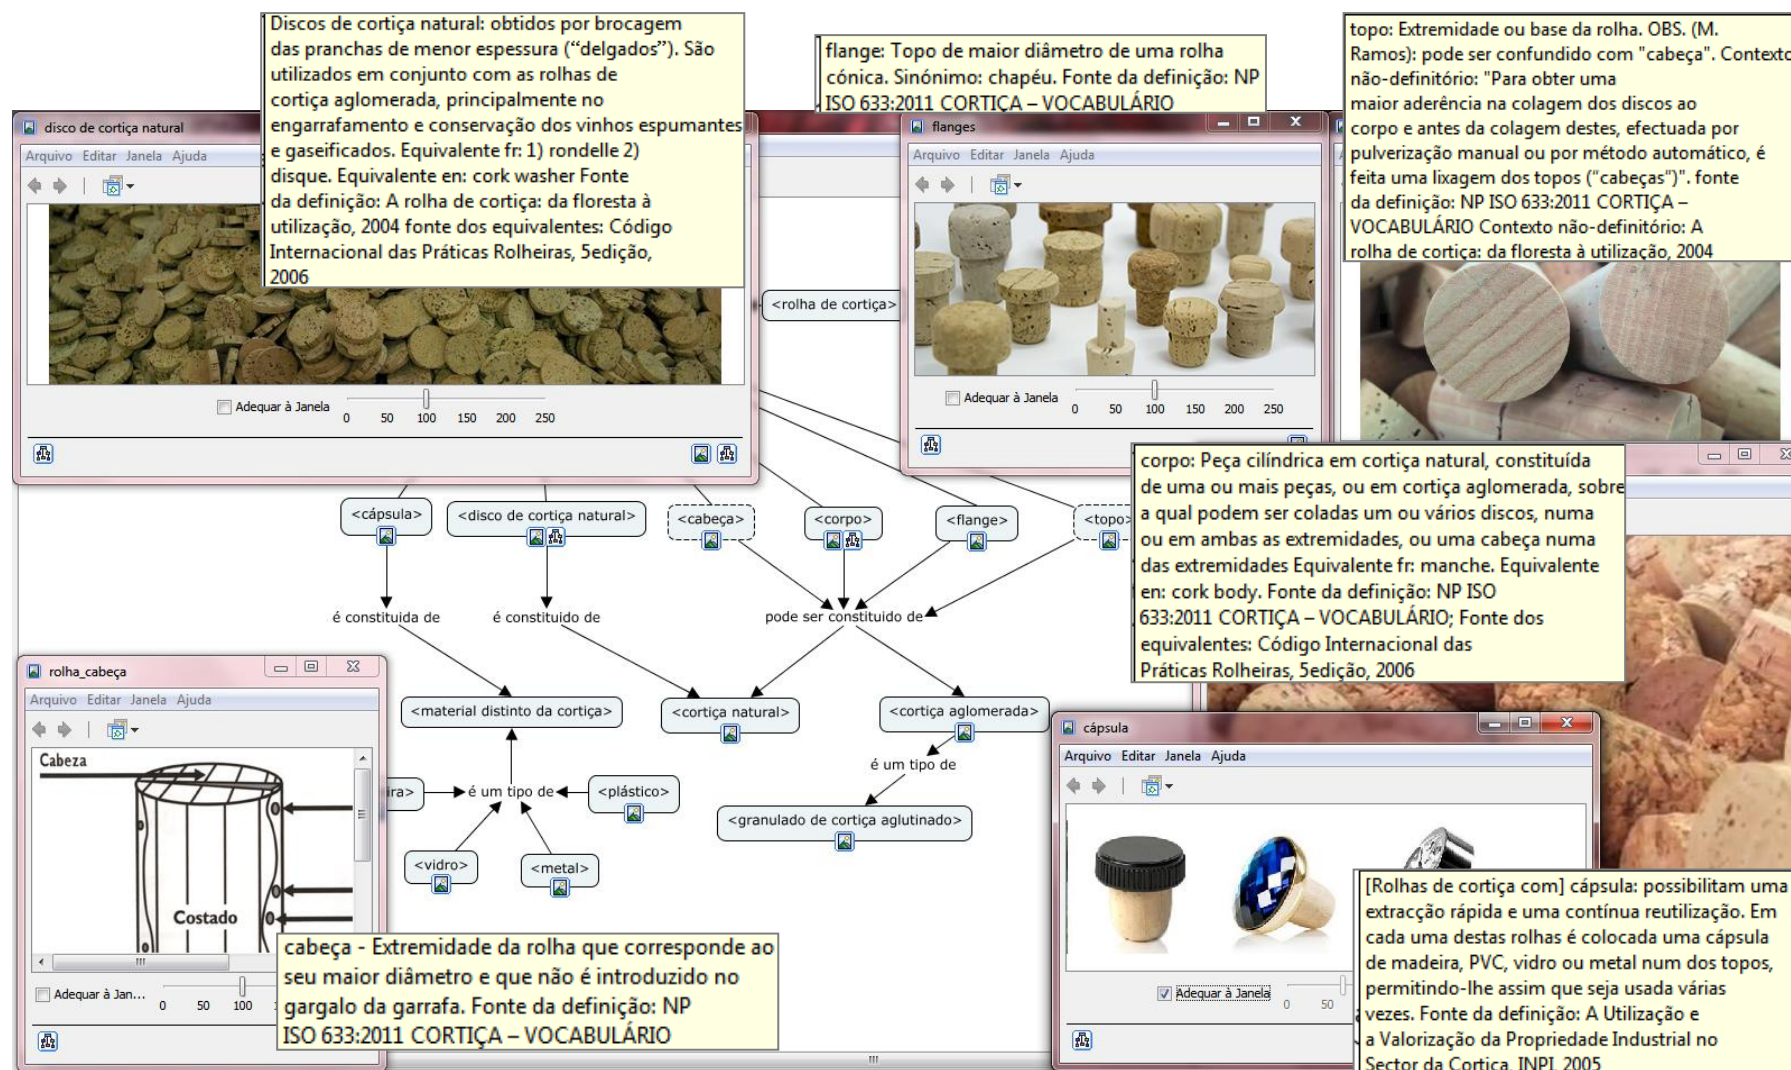 Discos de cortiça natural: obtidos por brocagem
das pranchas de menor espessura (“delgados”). São
utilizados em conjunto com as rolhas de
cortiça aglomerada, principalmente no
engarrafamento e conservação dos vinhos espumantes
e gaseificados. Equivalente fr: 1) rondelle 2)
disque. Equivalente en: cork washer Fonte
da definição: A rolha de cortiça: da floresta à
utilização, 2004 fonte dos equivalentes: Código
Internacional das Práticas Rolheiras, 5edição,
2006
flange: Topo de maior diâmetro de uma rolha
cónica. Sinónimo: chapéu. Fonte da definição: NP
ISO 633:2011 CORTIÇA – VOCABULÁRIO
topo: Extremidade ou base da rolha. OBS. (M.
Ramos): pode ser confundido com "cabeça". Contexto
não-definitório: "Para obter uma
maior aderência na colagem dos discos ao
corpo e antes da colagem destes, efectuada por
pulverização manual ou por método automático, é
feita uma lixagem dos topos (“cabeças”)". fonte
da definição: NP ISO 633:2011 CORTIÇA –
VOCABULÁRIO Contexto não-definitório: A
rolha de cortiça: da floresta à utilização, 2004
disco de cortiça natural
Arquivo Editar Janela Ajuda
Adequar à Janela
0 50 100 150 200 250
flanges
Arquivo Editar Janela Ajuda
Adequar à Janela
0 50 100 150 200 250
<rolha de cortiça>
corpo: Peça cilíndrica em cortiça natural, constituída
de uma ou mais peças, ou em cortiça aglomerada, sobre
a qual podem ser coladas um ou vários discos, numa
ou em ambas as extremidades, ou uma cabeça numa
das extremidades Equivalente fr: manche. Equivalente
en: cork body. Fonte da definição: NP ISO
633:2011 CORTIÇA – VOCABULÁRIO; Fonte dos
equivalentes: Código Internacional das
Práticas Rolheiras, 5edição, 2006
<cápsula> <disco de cortiça natural> <cabeça> <corpo> <flange> <topo>
é constituida de é constituido de pode ser constituido de
<material distinto da cortiça> <cortiça natural> <cortiça aglomerada>
é um tipo de
ira> é um tipo de <plástico>
<granulado de cortiça aglutinado>
<vidro> <metal>
rolha_cabeça
Arquivo Editar Janela Ajuda
Cabeza
Costado
Adequar à Jan...
0 50 100
cabeça - Extremidade da rolha que corresponde ao
seu maior diâmetro e que não é introduzido no
gargalo da garrafa. Fonte da definição: NP
ISO 633:2011 CORTIÇA – VOCABULÁRIO
cápsula
Arquivo Editar Janela Ajuda
Adequar à Janela
0 50
[Rolhas de cortiça com] cápsula: possibilitam uma
extracção rápida e uma contínua reutilização. Em
cada uma destas rolhas é colocada uma cápsula
de madeira, PVC, vidro ou metal num dos topos,
permitindo-lhe assim que seja usada várias
vezes. Fonte da definição: A Utilização e
a Valorização da Propriedade Industrial no
Sector da Cortiça, INPI, 2005